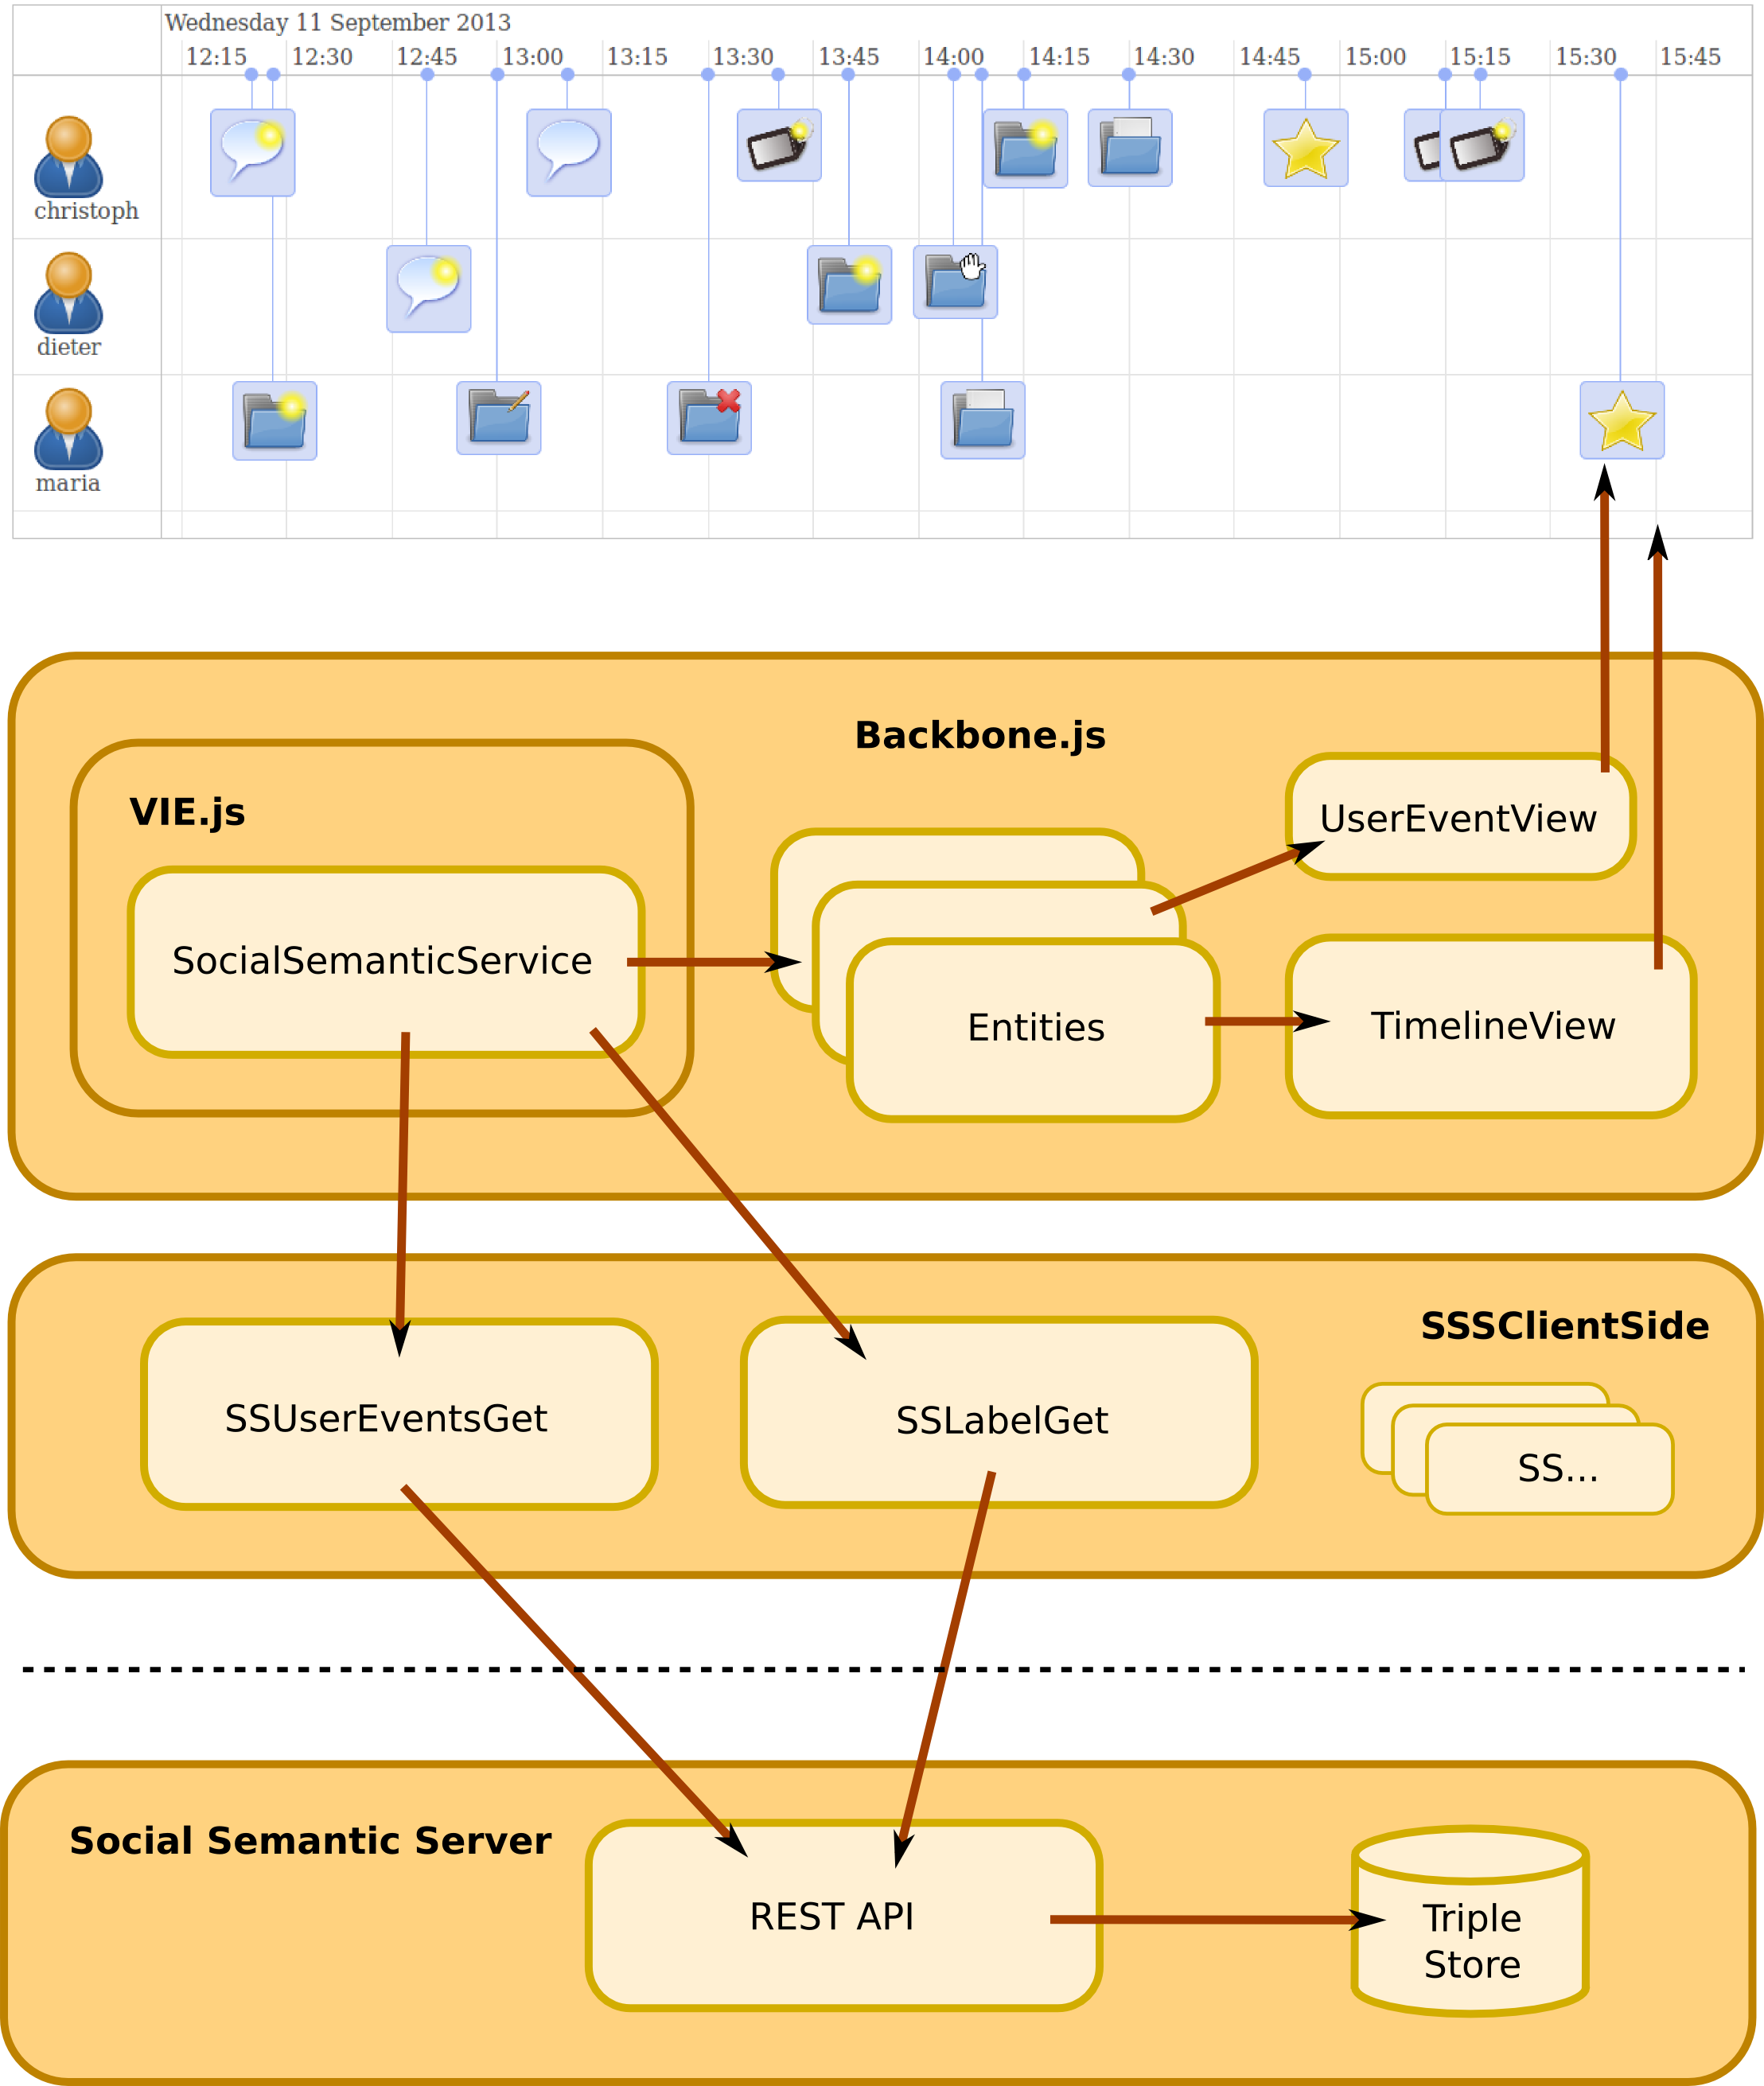 Wednesday 11 September 2013
12:15 12:30 12:45 13:00 13:15 13:30 13:45 14:00 14:15 14:30 14:45 15:00 15:15 15:30 15:45
christoph
dieter
maria
Backbone.js
VIE.js
UserEventView
SocialSemanticService
Entities
TimelineView
SSSClientSide
SSUserEventsGet
SSLabelGet
SS...
Social Semantic Server
REST API
Triple
Store